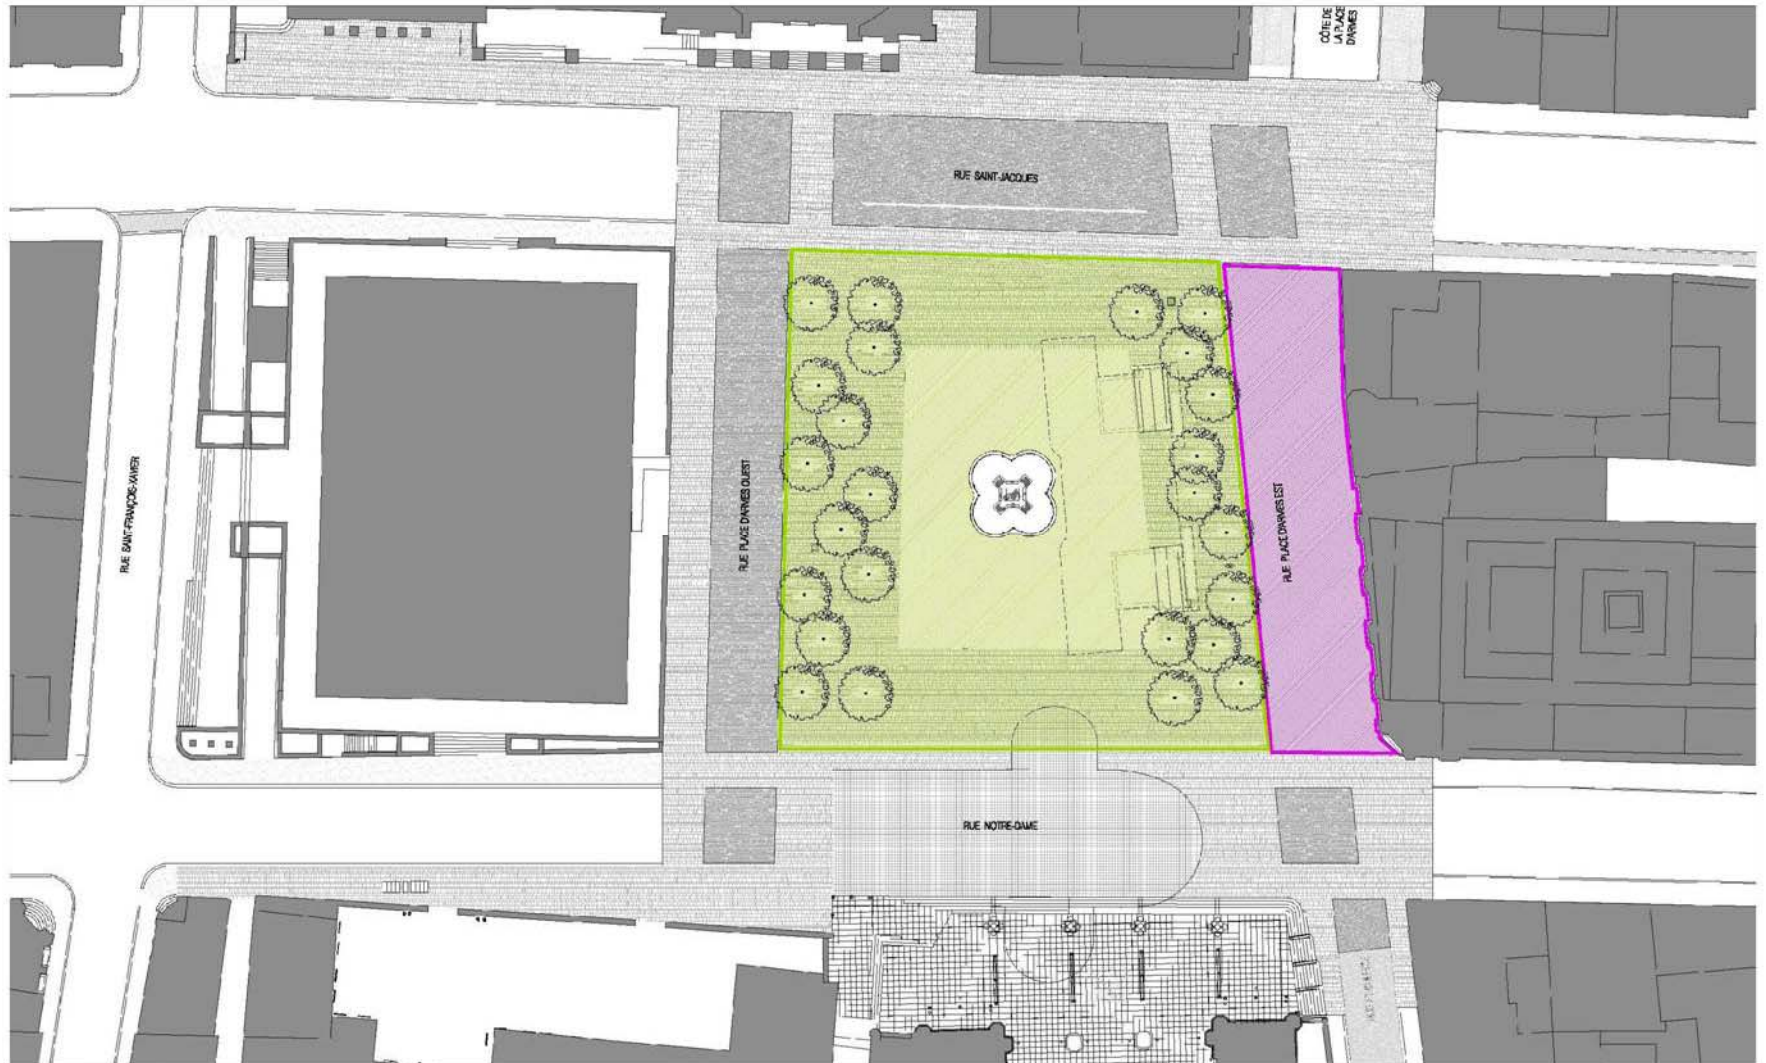 CÔTE DE
LA PLACE
D'ARMES
RUE SAINT-JACQUES
RUE SAINT-FRANÇOIS-XAVIER
RUE PLACE D'ARMES OUEST
RUE PLACE D'ARMES EST
RUE NOTRE-DAME